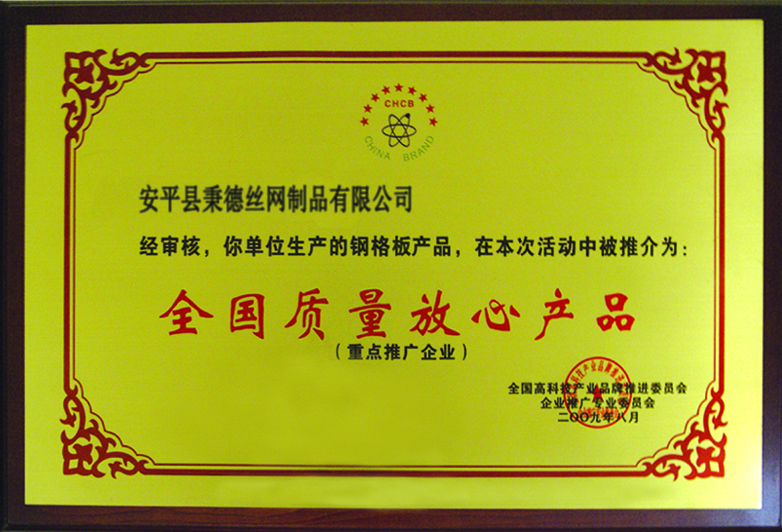 CHCB
CHINA BRAND
安平县秉德丝网制品有限公司
经审核，你单位生产的钢格板产品，在本次活动中被推介为：
全国质量放心产品
（重点推广企业）
全国高科技产业品牌推进委员会
企业推广专业委员会
二〇〇九年八月